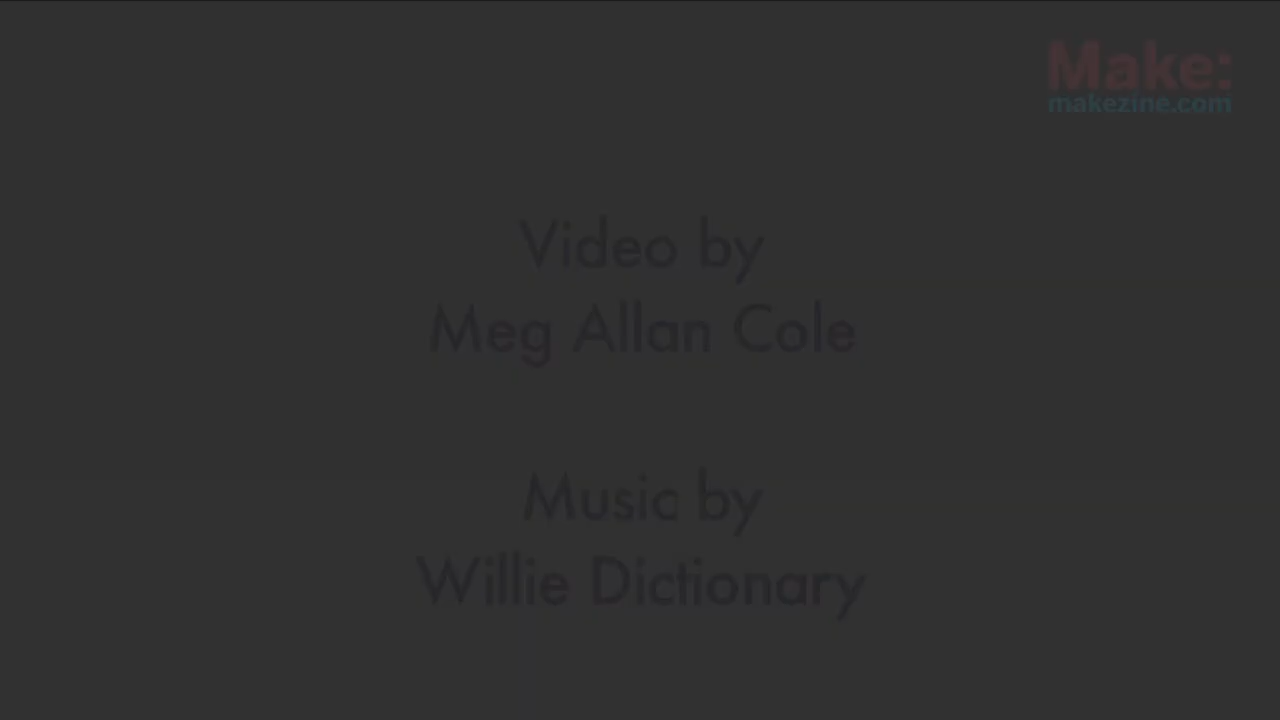 Make:
makezine.com
Video by
Meg Allan Cole
Music by
Willie Dictionary